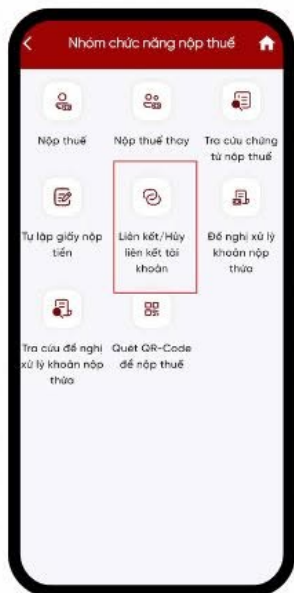 Nhóm chức năng nộp thuế
Nộp thuế
Nộp thuế thay
Tra cứu chứng
từ nộp thuế
Tự lập giấy nộp
tiền
Liên kết/Hủy
liên kết tài
khoản
Đề nghị xử lý
khoản nộp
thừa
Tra cứu đề nghị
xử lý khoản nộp
thừa
Quét QR-Code
để nộp thuế